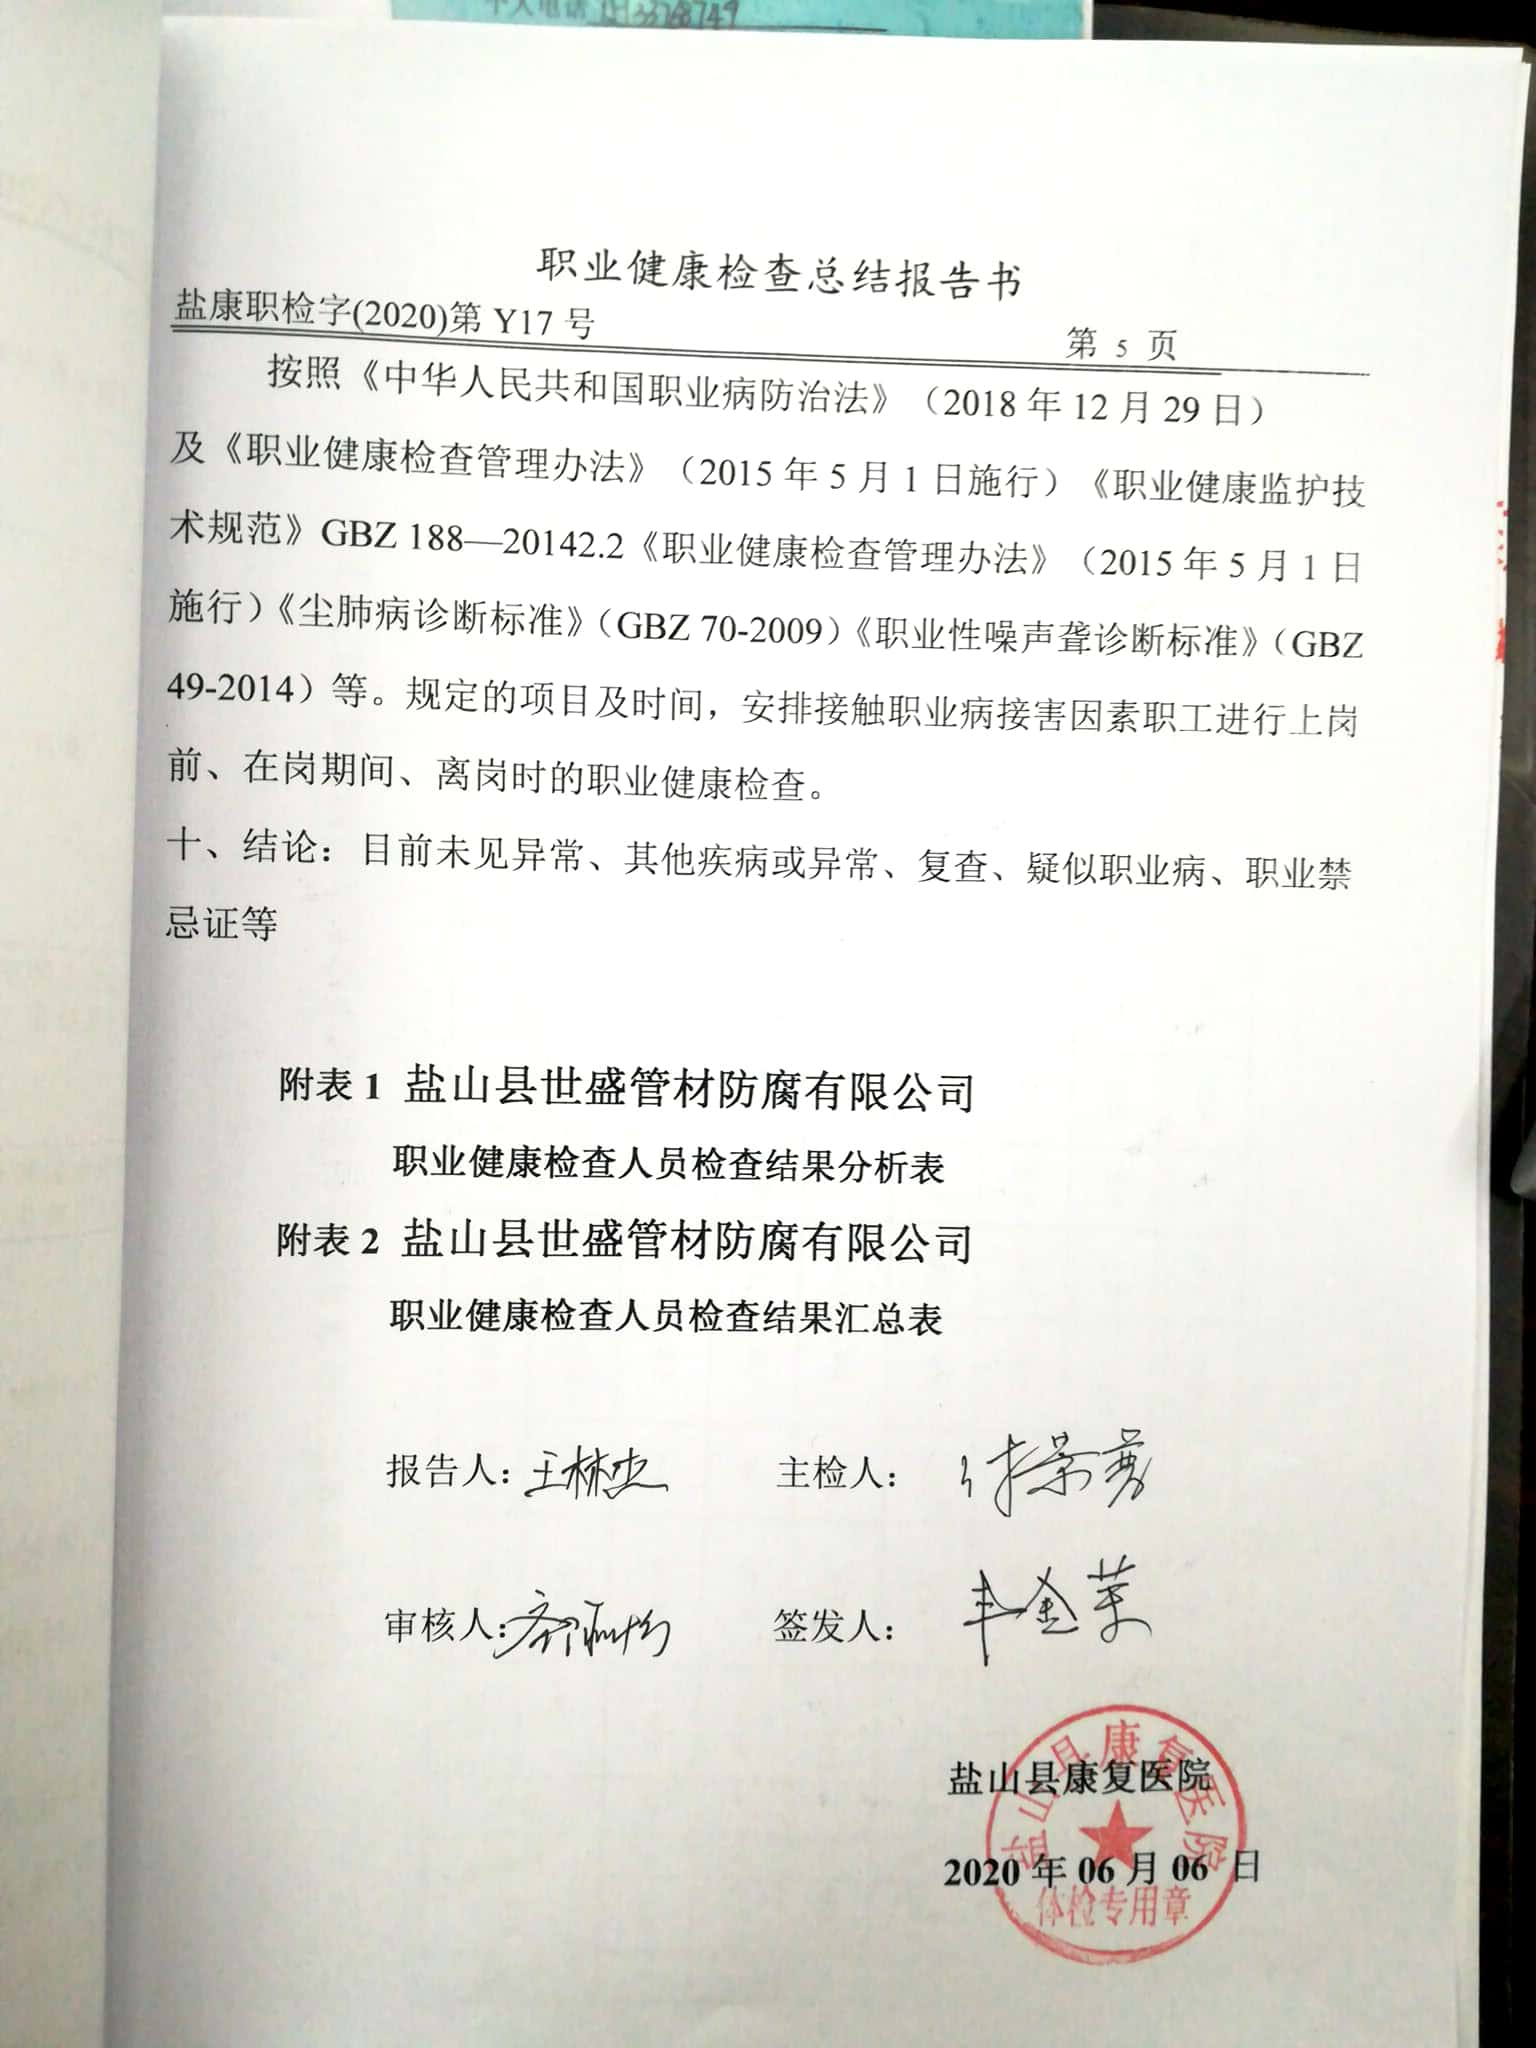 个人电话
职业健康检查总结报告书
盐康职检字(2020)第 Y17 号
第 5 页
按照《中华人民共和国职业病防治法》（2018 年 12 月 29 日）
及《职业健康检查管理办法》（2015 年 5 月 1 日施行）《职业健康监护技
术规范》GBZ 188—20142.2《职业健康检查管理办法》（2015 年 5 月 1 日
施行）《尘肺病诊断标准》（GBZ 70-2009）《职业性噪声聋诊断标准》（GBZ
49-2014）等。规定的项目及时间，安排接触职业病接害因素职工进行上岗
前、在岗期间、离岗时的职业健康检查。
十、结论：目前未见异常、其他疾病或异常、复查、疑似职业病、职业禁
忌证等
附表 1 盐山县世盛管材防腐有限公司
职业健康检查人员检查结果分析表
附表 2 盐山县世盛管材防腐有限公司
职业健康检查人员检查结果汇总表
报告人：王林杰 主检人：
审核人： 签发人：
盐山县康复医院
2020 年 06 月 06 日
盐山县康复医院
体检专用章